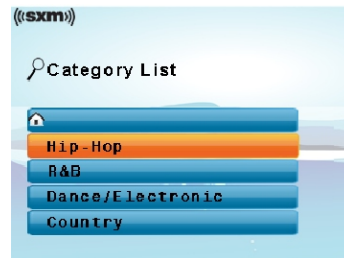 ((sxm))
Category List
Hip-Hop
R&B
Dance/Electronic
Country